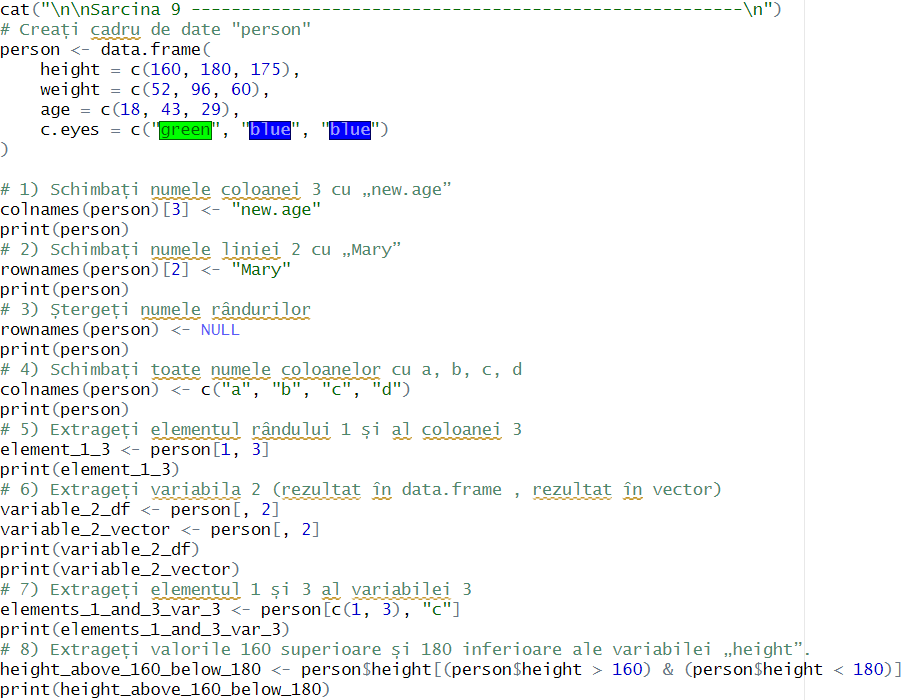 cat("\n\nSarcina 9 -------------------------------------------------------\n")
# Creați cadru de date "person"
person <- data.frame(
    height = c(160, 180, 175),
    weight = c(52, 96, 60),
    age = c(18, 43, 29),
    c.eyes = c("green", "blue", "blue")
)

# 1) Schimbați numele coloanei 3 cu „new.age”
colnames(person)[3] <- "new.age"
print(person)
# 2) Schimbați numele liniei 2 cu „Mary”
rownames(person)[2] <- "Mary"
print(person)
# 3) Ștergeți numele rândurilor
rownames(person) <- NULL
print(person)
# 4) Schimbați toate numele coloanelor cu a, b, c, d
colnames(person) <- c("a", "b", "c", "d")
print(person)
# 5) Extrageți elementul rândului 1 și al coloanei 3
element_1_3 <- person[1, 3]
print(element_1_3)
# 6) Extrageți variabila 2 (rezultat în data.frame , rezultat în vector)
variable_2_df <- person[, 2]
variable_2_vector <- person[, 2]
print(variable_2_df)
print(variable_2_vector)
# 7) Extrageți elementul 1 și 3 al variabilei 3
elements_1_and_3_var_3 <- person[c(1, 3), "c"]
print(elements_1_and_3_var_3)
# 8) Extrageți valorile 160 superioare și 180 inferioare ale variabilei „height”.
height_above_160_below_180 <- person$height[(person$height > 160) & (person$height < 180)]
print(height_above_160_below_180)